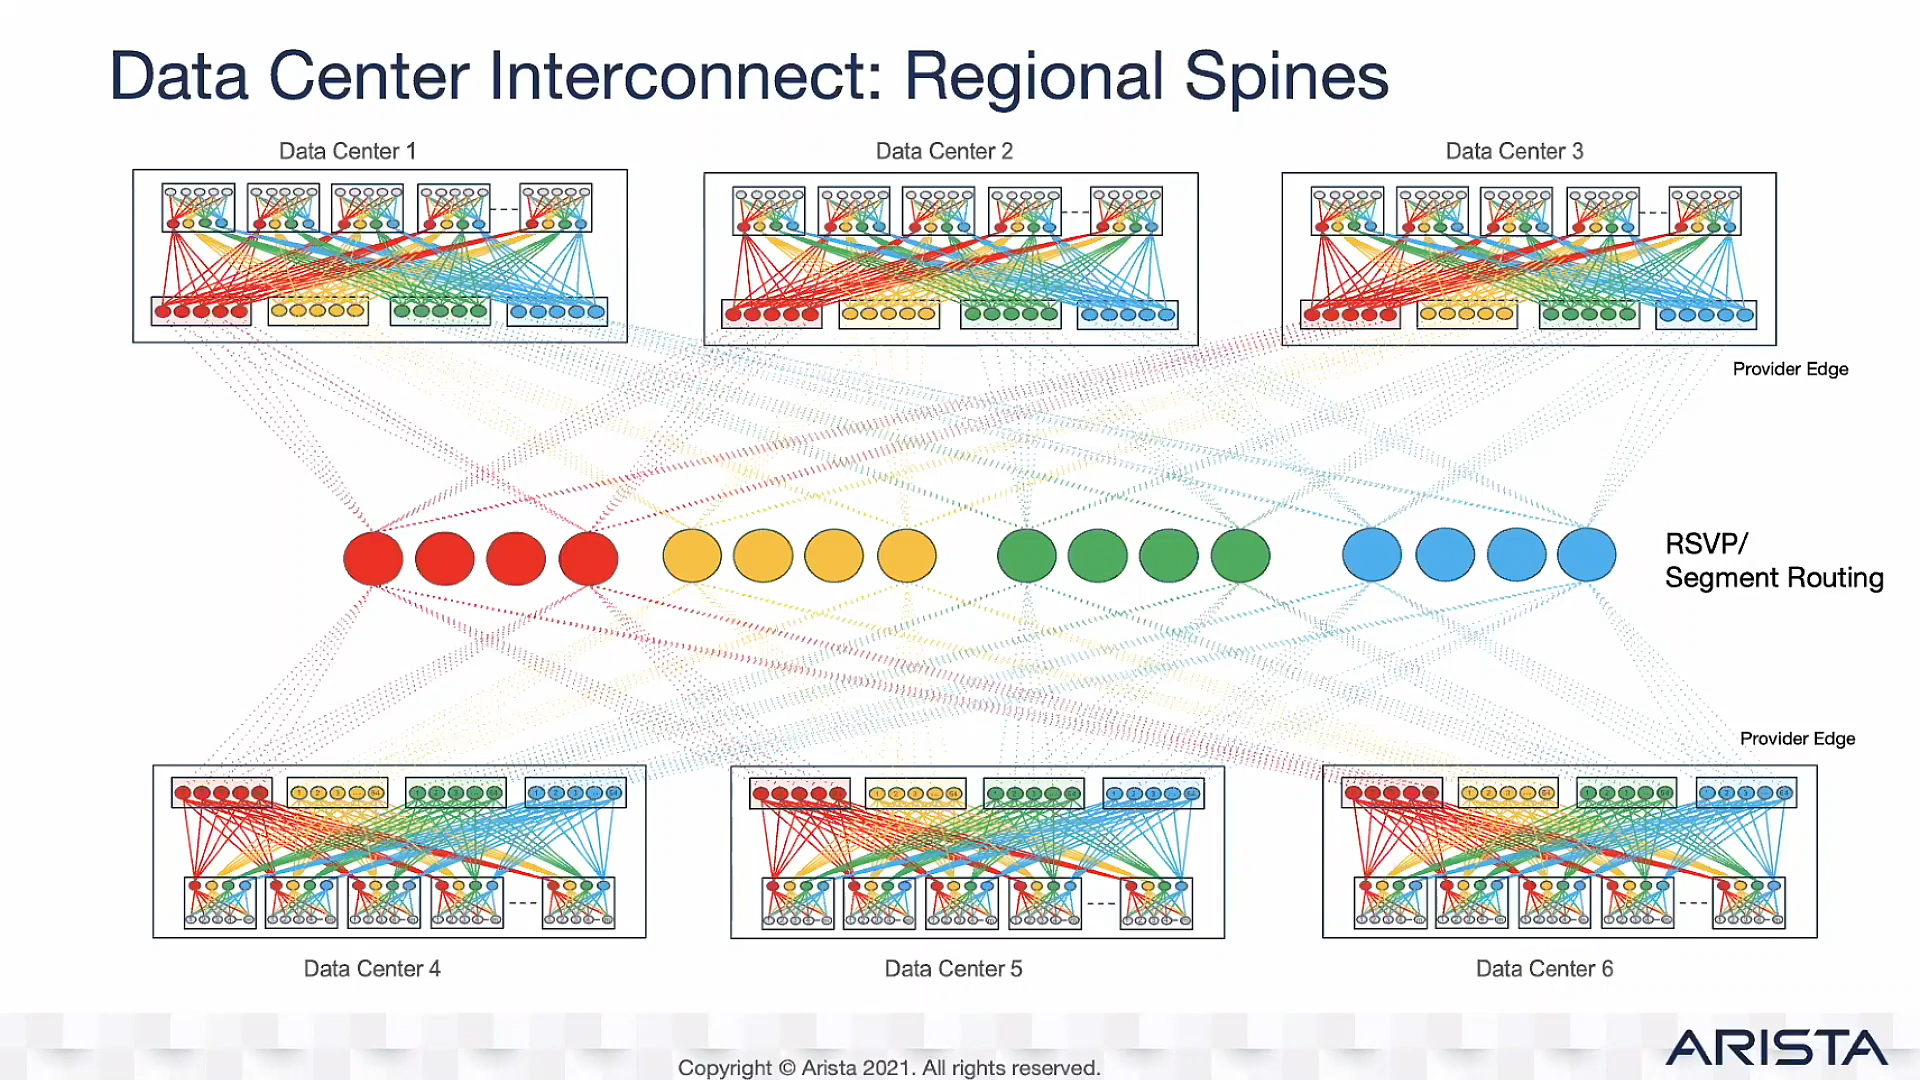 Data Center Interconnect: Regional Spines
Data Center 1
Data Center 2
Data Center 3
Provider Edge
RSVP/
Segment Routing
Provider Edge
Data Center 4
Data Center 5
Data Center 6
Copyright © Arista 2021. All rights reserved.
ARISTA